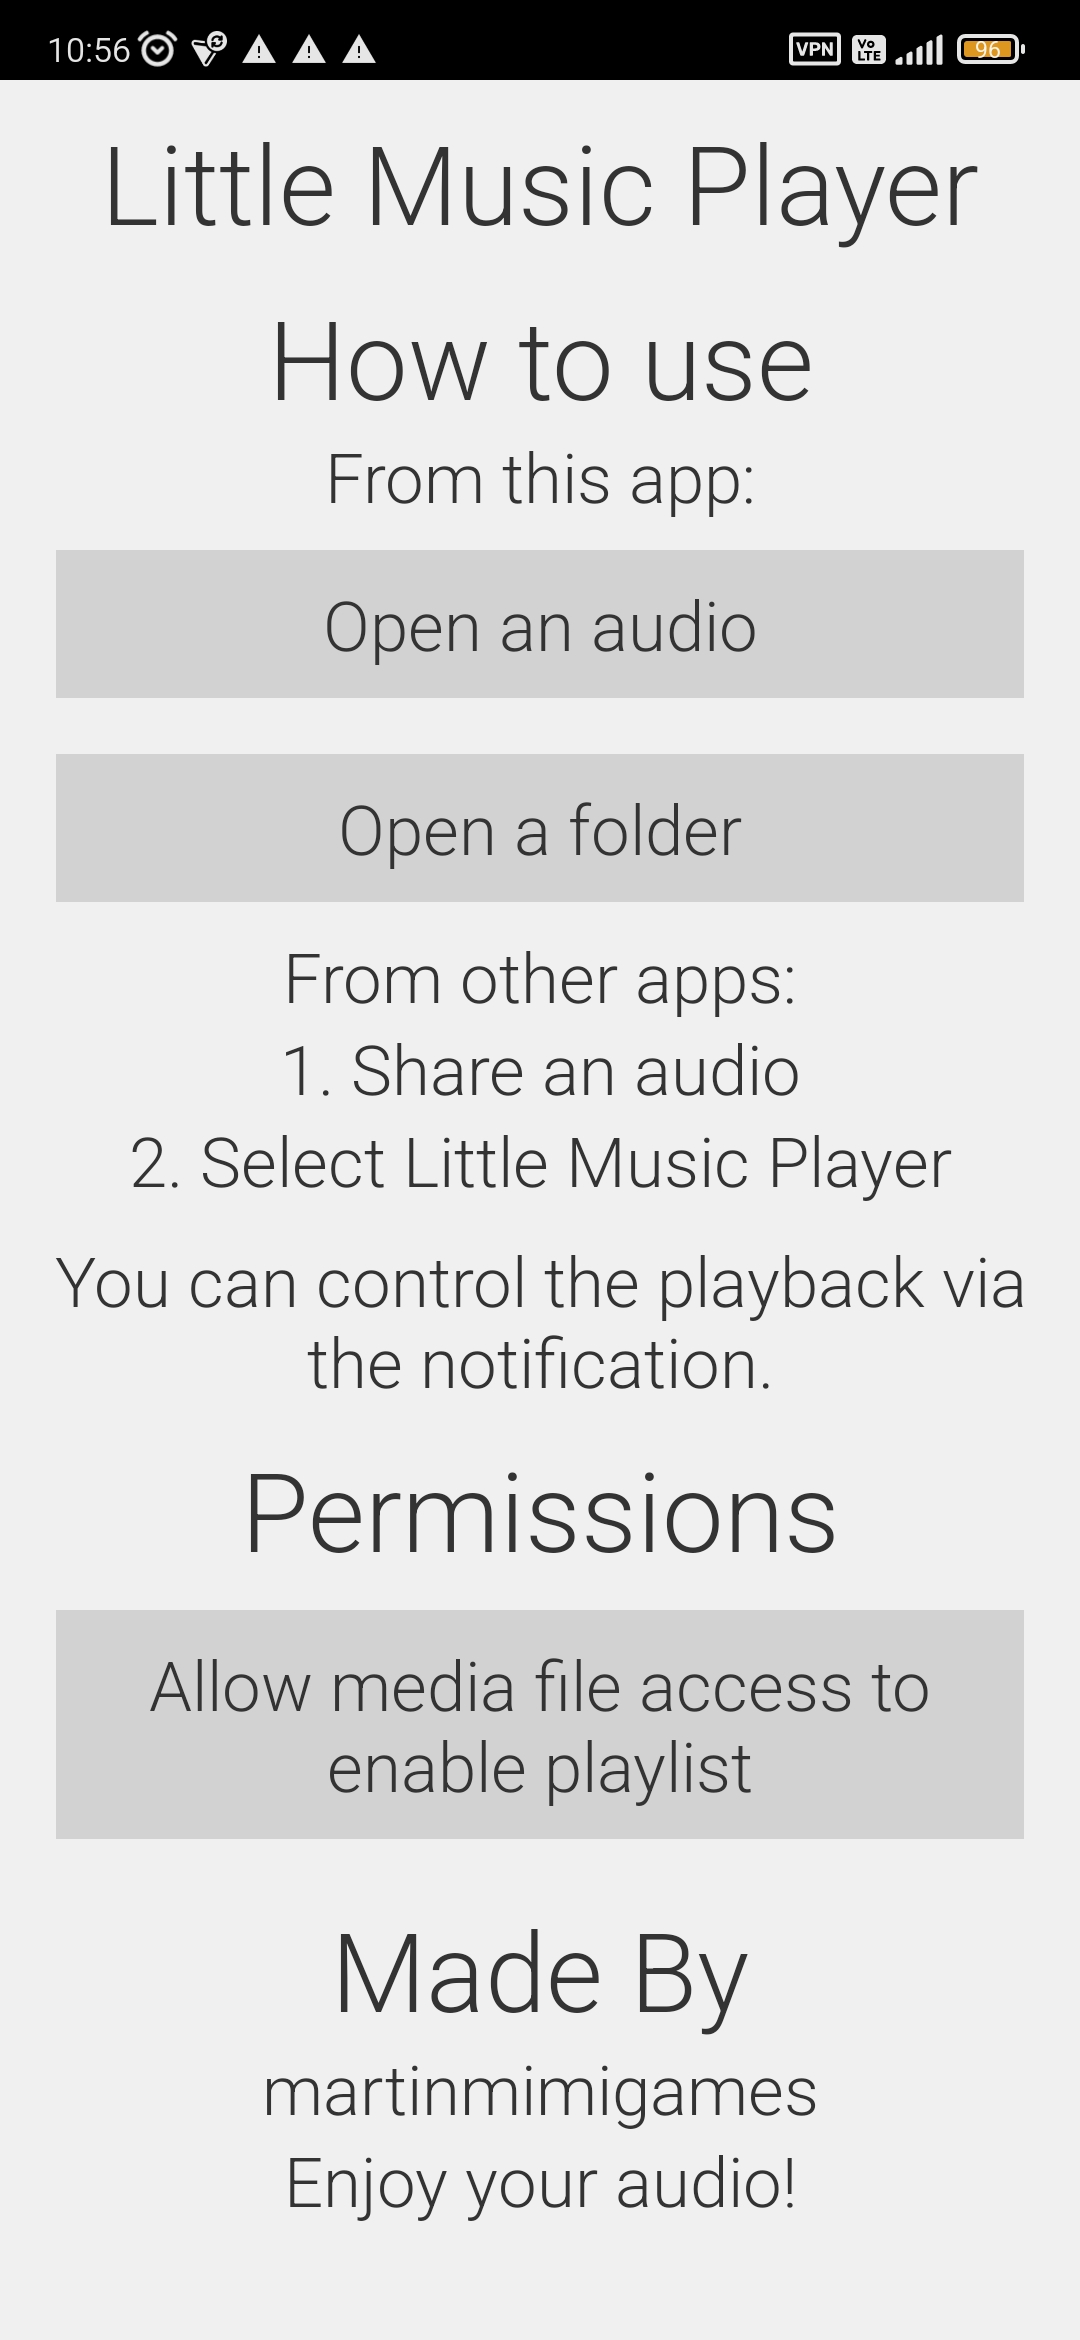 10:56 VPN Vo LTE 96
Little Music Player
How to use
From this app:
Open an audio
Open a folder
From other apps:
1. Share an audio
2. Select Little Music Player
You can control the playback via
the notification.
Permissions
Allow media file access to
enable playlist
Made By
martinmimigames
Enjoy your audio!